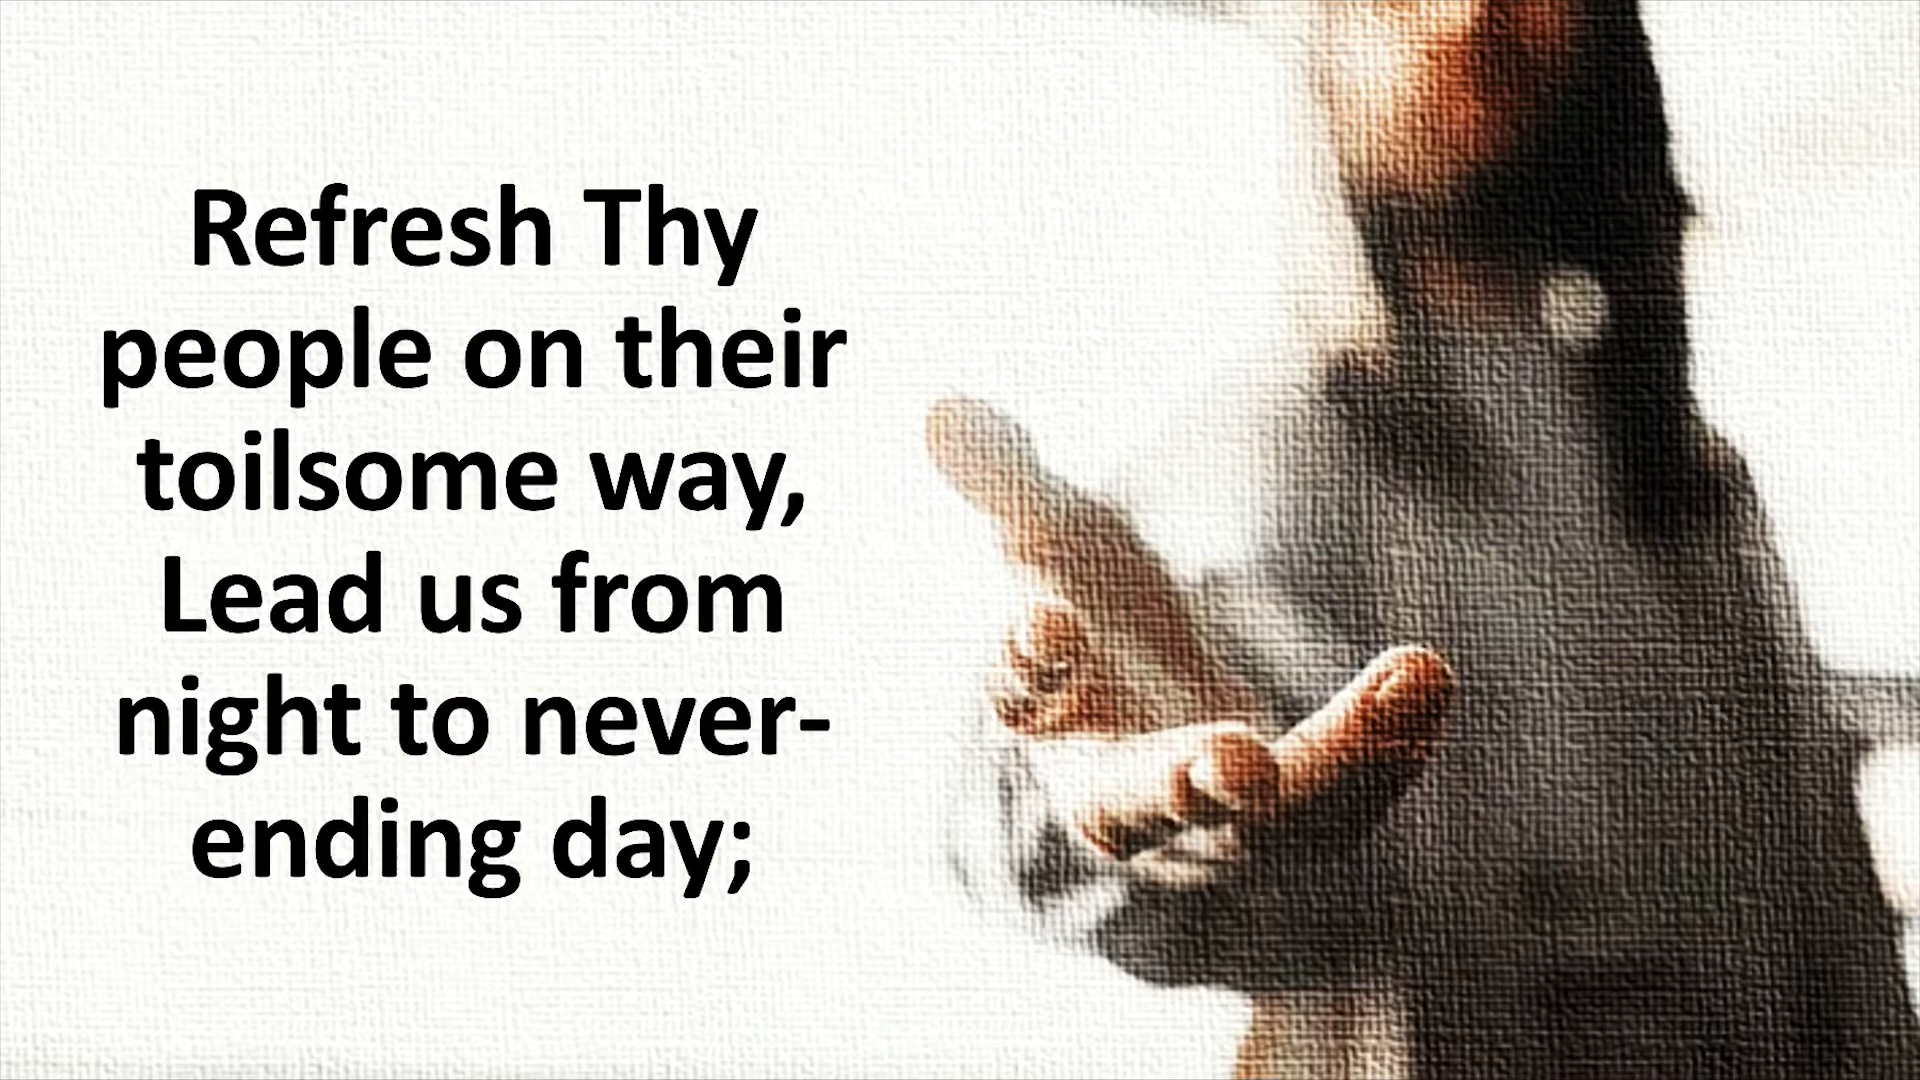 Refresh Thy
people on their
toilsome way,
Lead us from
night to never-
ending day;